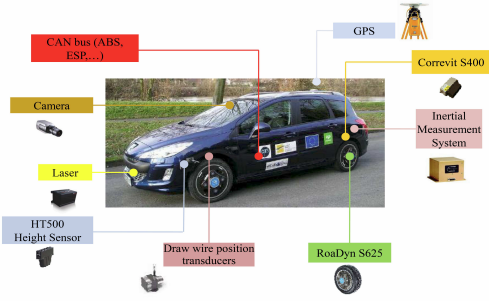 GPS
CAN bus (ABS,
ESP,...)
Correvit S400
Camera
Inertial
Measurement
System
Laser
HT500
Height Sensor
Draw wire position
transducers
RoaDyn S625